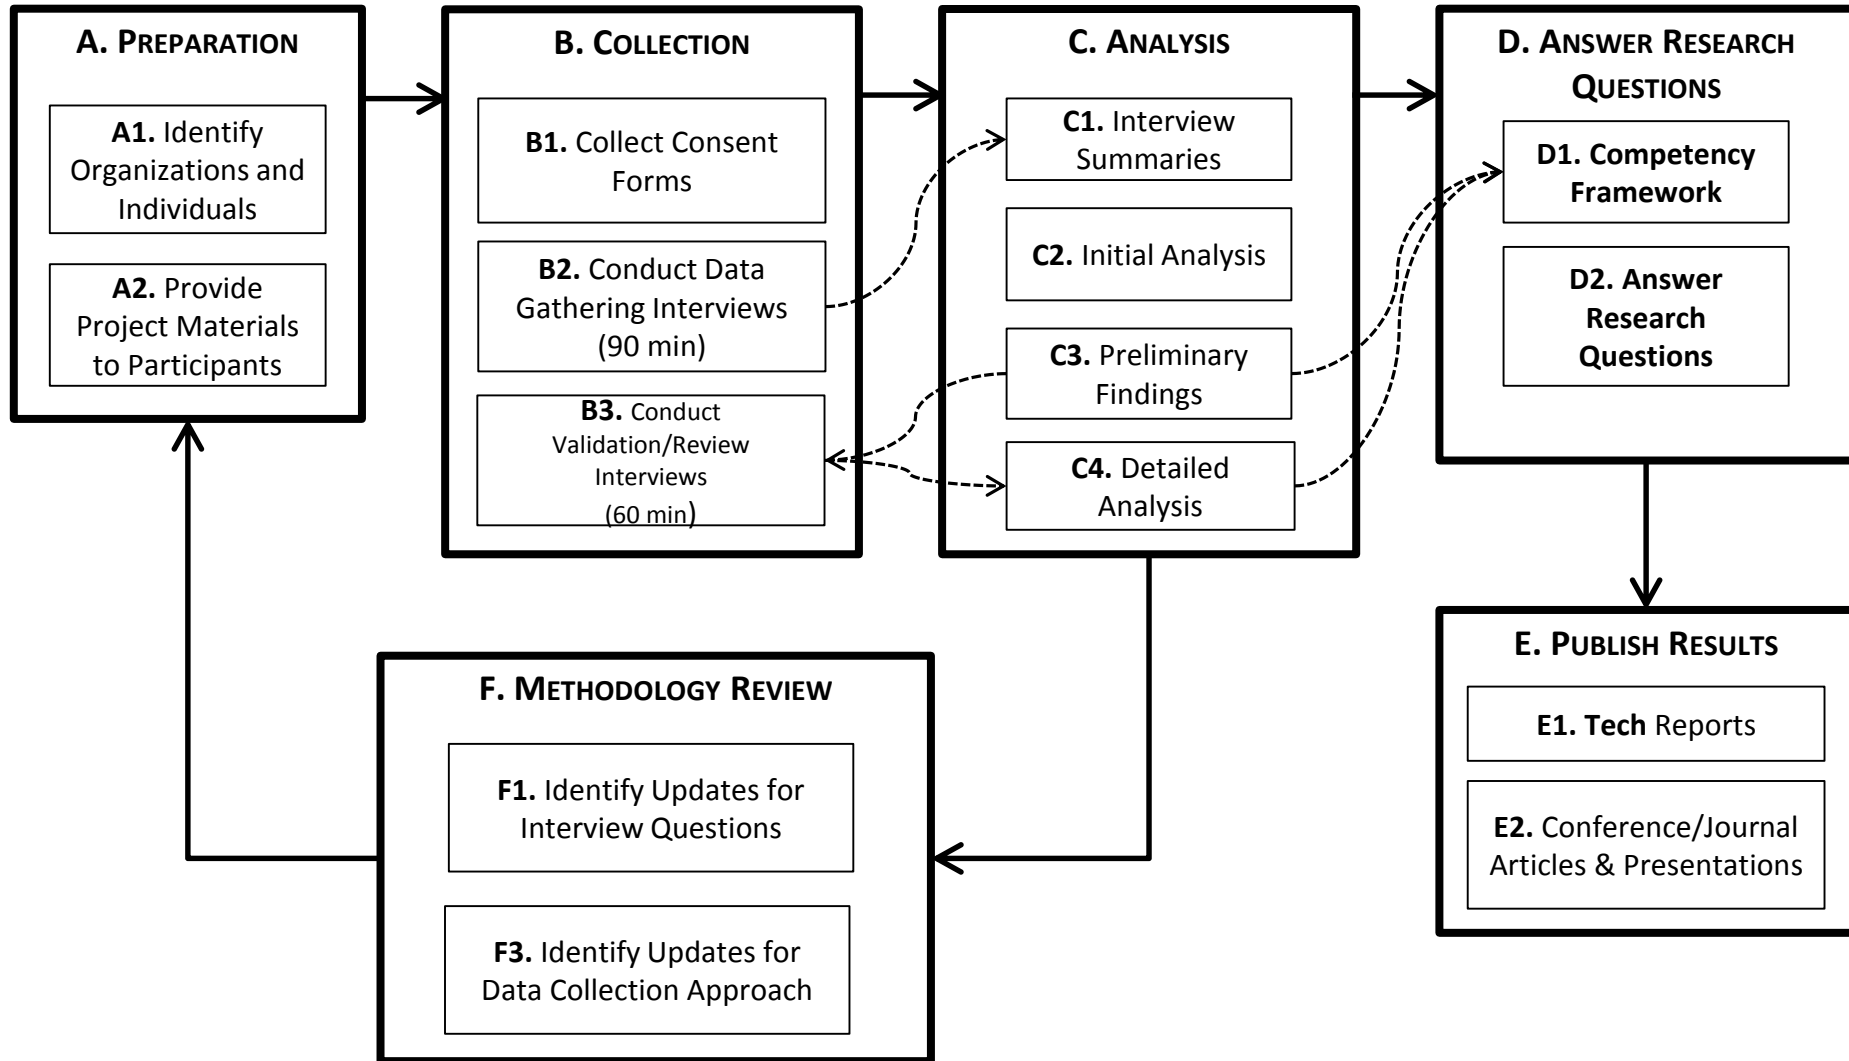 A. PREPARATION
A1. Identify
Organizations and
Individuals
A2. Provide
Project Materials
to Participants
B. COLLECTION
B1. Collect Consent
Forms
B2. Conduct Data
Gathering Interviews
(90 min)
B3. Conduct
Validation/Review
Interviews
(60 min)
C. ANALYSIS
C1. Interview
Summaries
C2. Initial Analysis
C3. Preliminary
Findings
C4. Detailed
Analysis
D. ANSWER RESEARCH
QUESTIONS
D1. Competency
Framework
D2. Answer
Research
Questions
E. PUBLISH RESULTS
E1. Tech Reports
E2. Conference/Journal
Articles & Presentations
F. METHODOLOGY REVIEW
F1. Identify Updates for
Interview Questions
F3. Identify Updates for
Data Collection Approach